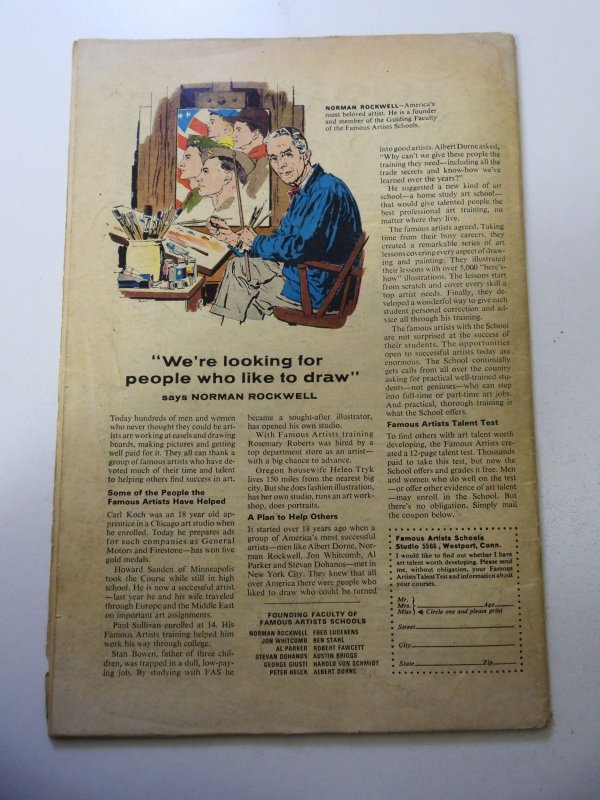 NORMAN ROCKWELL—America's
most beloved artist. He is a founder
and member of the Guiding Faculty
of the Famous Artists Schools.
"We're looking for
people who like to draw"
says NORMAN ROCKWELL
Today hundreds of men and women
who never thought they could be art-
ists are working at easels and drawing
boards, making pictures and getting
well paid for it. They all can thank a
group of famous artists who have de-
voted much of their time and talent
to helping others find success in art.
Some of the People the
Famous Artists Have Helped
Carl Koch was an 18 year old ap-
prentice in a Chicago art studio when
he enrolled. Today he prepares ads
for such companies as General
Motors and Firestone—has won five
gold medals.
Howard Sanden of Minneapolis
took the Course while still in high
school. He is now a successful artist
—last year he and his wife traveled
through Europe and the Middle East
on important art assignments.
Paul Sullivan enrolled at 14. His
Famous Artists training helped him
work his way through college.
Stan Bowen, father of three chil-
dren, was trapped in a dull, low-pay-
ing job. By studying with FAS he
became a sought-after illustrator,
has opened his own studio.
With Famous Artists training
Rosemary Roberts was hired by a
top department store as an artist—
with a big chance to advance.
Oregon housewife Helen Tryk
lives 150 miles from the nearest big
city. But she does fashion illustration,
has her own studio, runs an art work-
shop, does portraits.
A Plan to Help Others
It started over 18 years ago when a
group of America's most successful
artists—men like Albert Dorne, Nor-
man Rockwell, Jon Whitcomb, Al
Parker and Stevan Dohanos—met in
New York City. They knew that all
over America there were people who
liked to draw who could be turned
FOUNDING FACULTY OF
FAMOUS ARTISTS SCHOOLS
NORMAN ROCKWELL FRED LUDEKENS
JON WHITCOMB BEN STAHL
AL PARKER ROBERT FAWCETT
STEVAN DOHANOS AUSTIN BRIGGS
GEORGE GIUSTI HAROLD VON SCHMIDT
PETER HELCK ALBERT DORNE
into good artists. Albert Dorne asked,
"Why can't we give these people the
training they need—including all the
trade secrets and know-how we've
learned over the years?"
He suggested a new kind of art
school—a home study art school—
that would give talented people the
best professional art training, no
matter where they live.
The famous artists agreed. Taking
time from their busy careers, they
created a remarkable series of art
lessons covering every aspect of draw-
ing and painting. They illustrated
their lessons with over 5,000 "here's-
how" illustrations. The lessons start
from scratch and cover every skill a
top artist needs. Finally, they de-
veloped a wonderful way to give each
student personal correction and ad-
vice all through his training.
The famous artists with the School
are not surprised at the success of
their students. The opportunities
open to successful artists today are
enormous. The School continually
gets calls from all over the country
asking for practical well-trained stu-
dents—not geniuses—who can step
into full-time or part-time art jobs.
And practical, thorough training is
what the School offers.
Famous Artists Talent Test
To find others with art talent worth
developing, the Famous Artists cre-
ated a 12-page talent test. Thousands
paid to take this test, but now the
School offers and grades it free. Men
and women who do well on the test
—or offer other evidence of art talent
—may enroll in the School. But
there's no obligation. Simply mail
the coupon below.
Famous Artists Schools
Studio 5565, Westport, Conn.
I would like to find out whether I have
art talent worth developing. Please send
me, without obligation, your Famous
Artists Talent Test and information about
your courses.
Mr.
Mrs. Age
Miss Circle one and please print
Street
City
State Zip